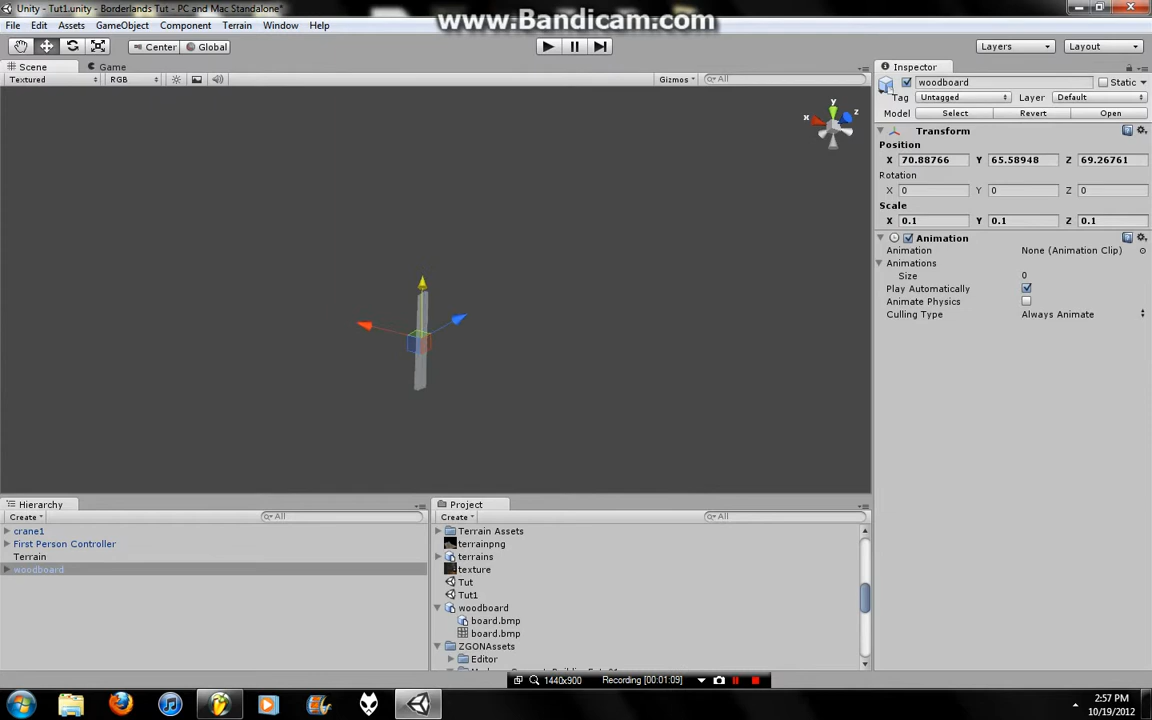 Unity - Tut1.unity - Borderlands Tut - PC and Mac Standalone*
www.Bandicam.com
File Edit Assets GameObject Component Terrain Window Help
Center Global Layers Layout
Scene Game
Textured RGB Gizmos All
y
x z
Inspector
woodboard Static
Tag Untagged Layer Default
Model Select Revert Open
Transform
Position
X 70.88766 Y 65.58948 Z 69.26761
Rotation
X 0 Y 0 Z 0
Scale
X 0.1 Y 0.1 Z 0.1
Animation
Animation None (Animation Clip)
Animations
Size 0
Play Automatically
Animate Physics
Culling Type Always Animate
Hierarchy
Create All
crane1
First Person Controller
Terrain
woodboard
Project
Create All
Terrain Assets
terrainpng
terrains
texture
Tut
Tut1
woodboard
board.bmp
board.bmp
ZGONAssets
Editor
1440x900 Recording [00:01:09]
2:57 PM
10/19/2012